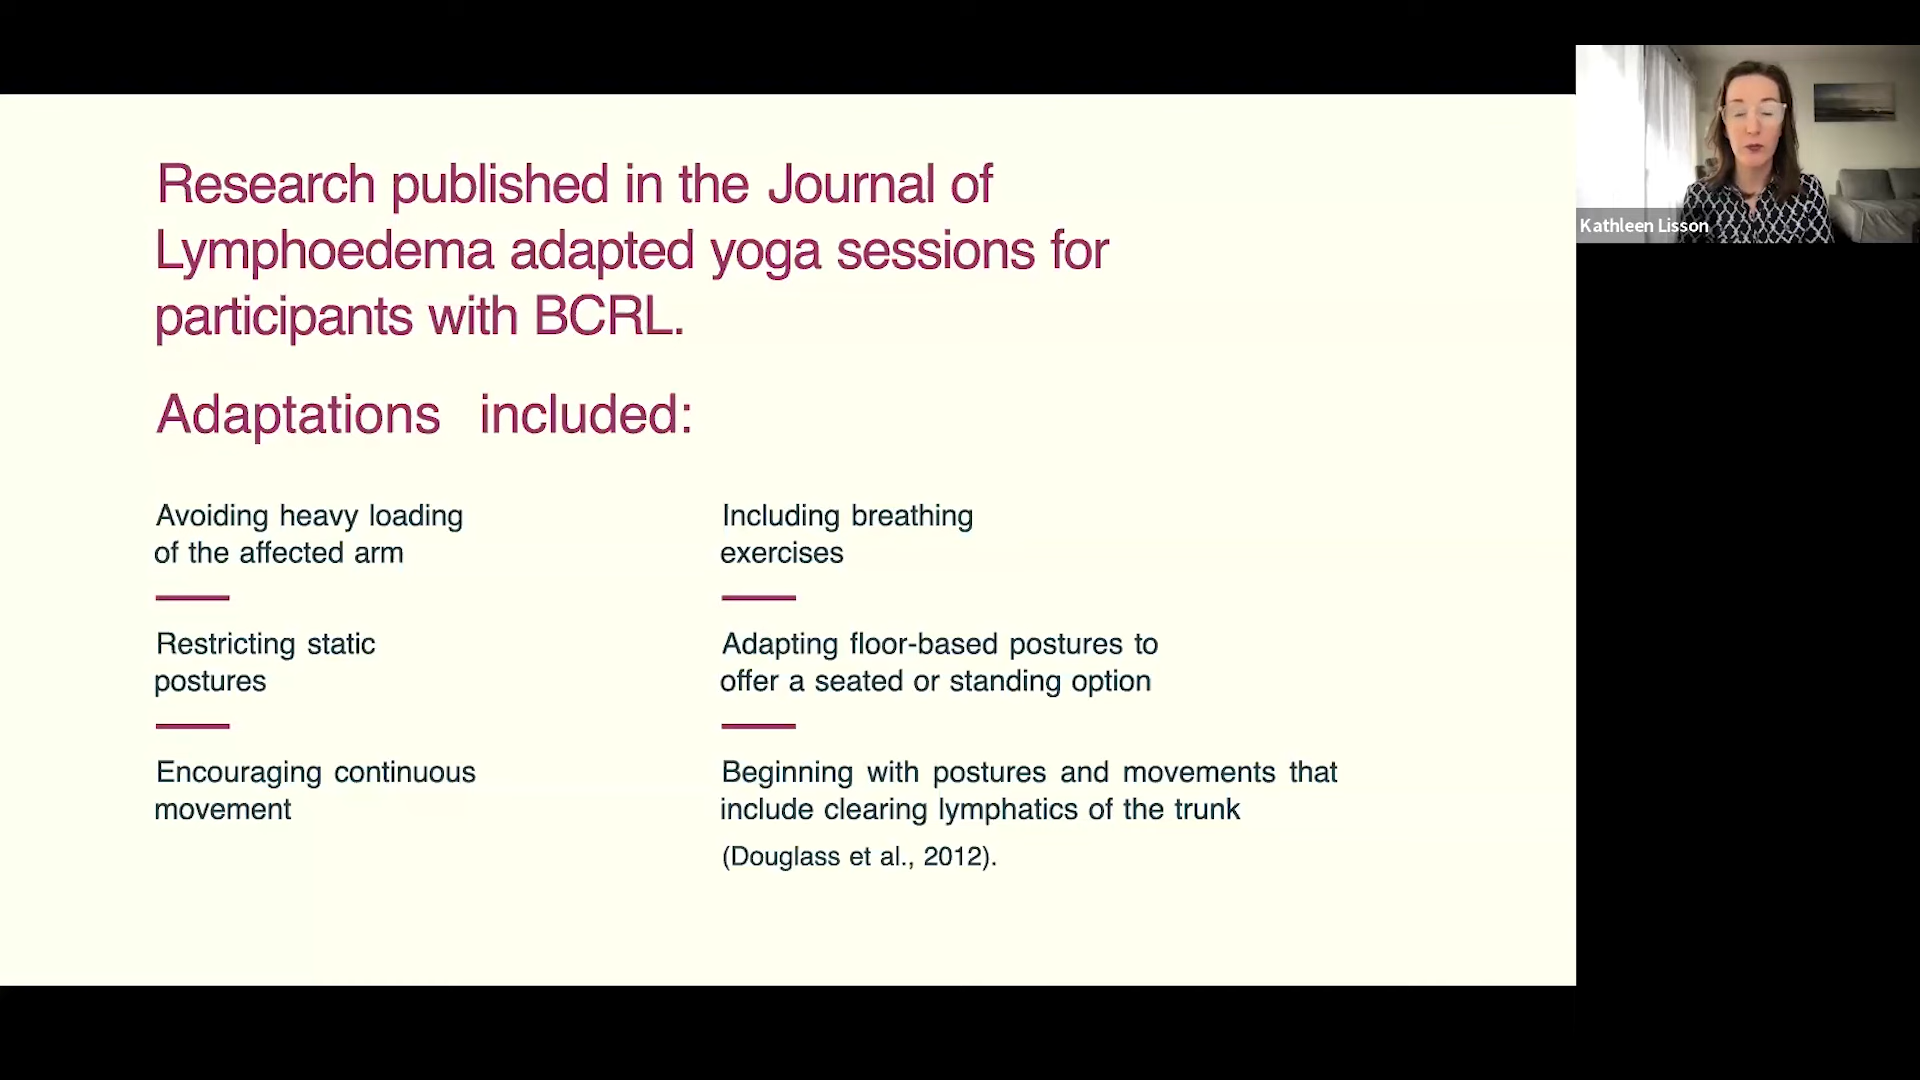 Research published in the Journal of
Lymphoedema adapted yoga sessions for
participants with BCRL.
Adaptations included:
Avoiding heavy loading
of the affected arm
Restricting static
postures
Encouraging continuous
movement
Including breathing
exercises
Adapting floor-based postures to
offer a seated or standing option
Beginning with postures and movements that
include clearing lymphatics of the trunk
(Douglass et al., 2012).
Kathleen Lisson